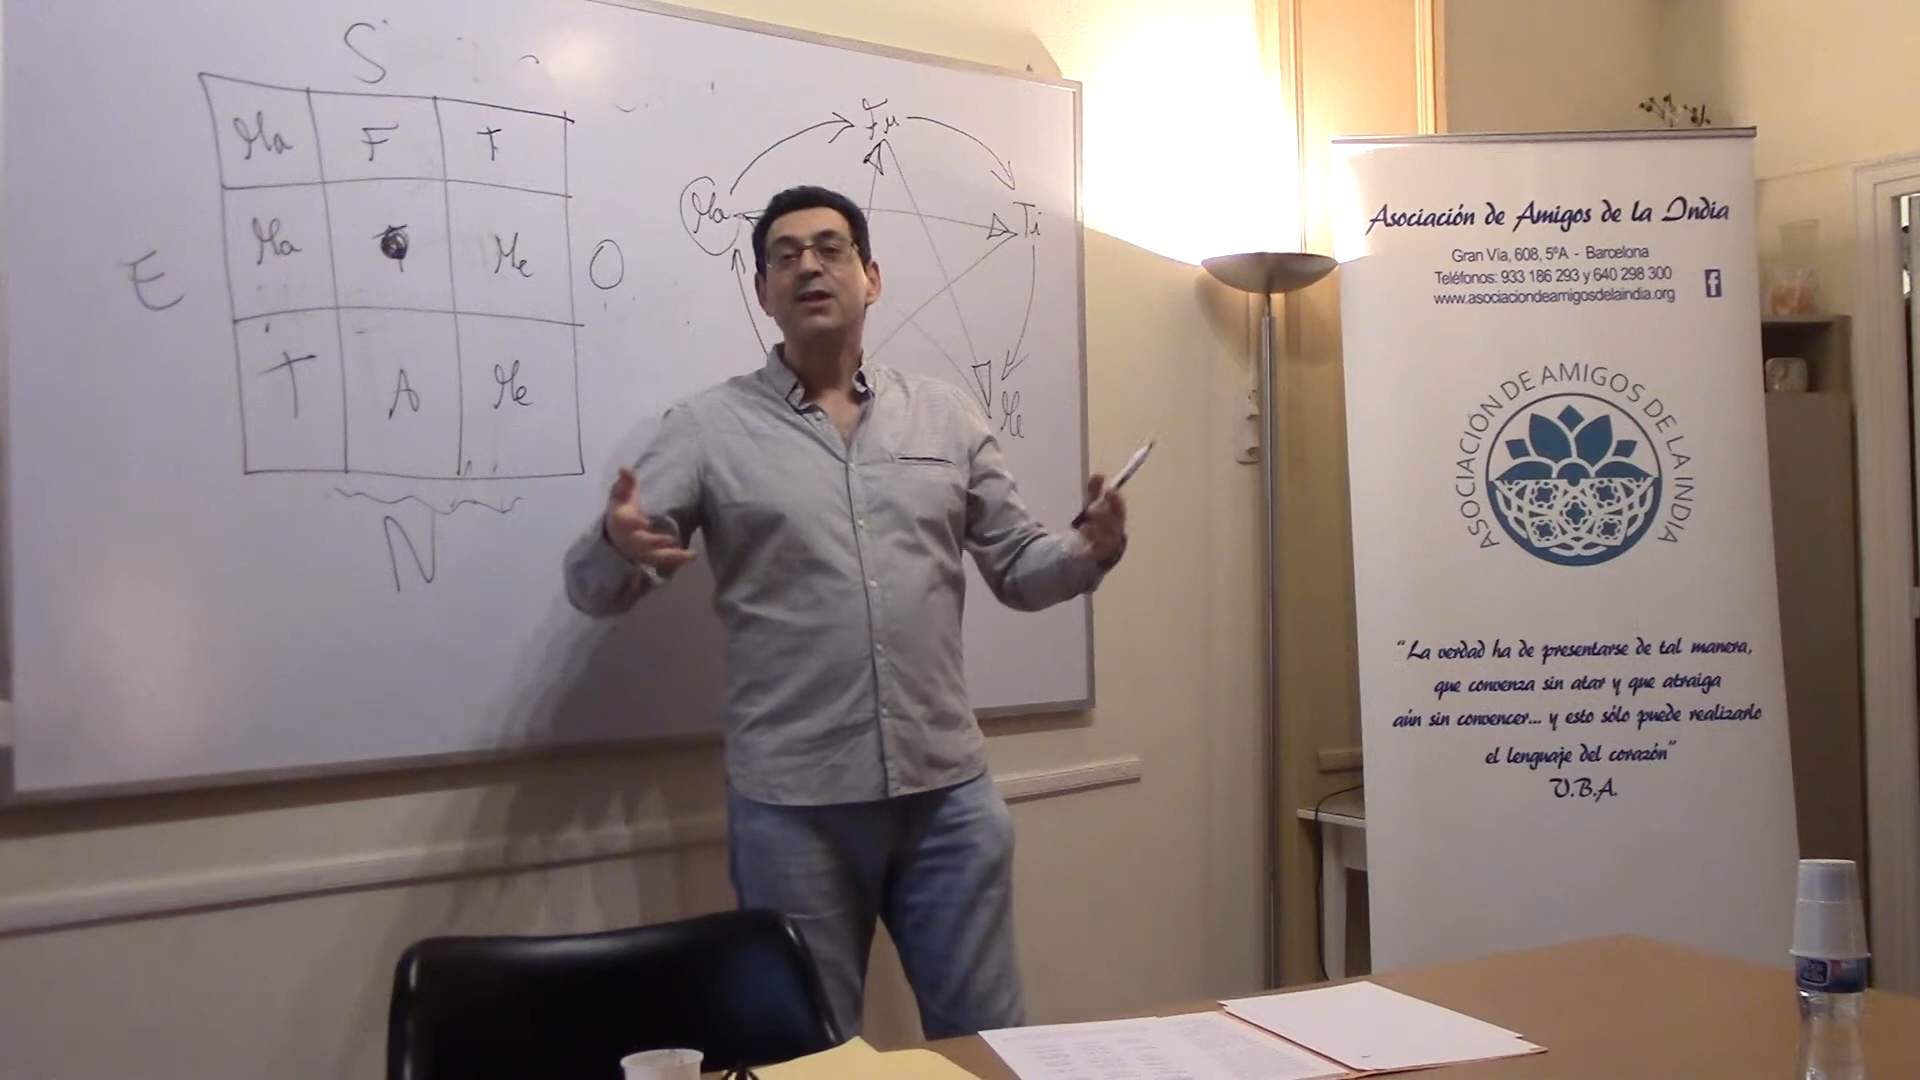 S
Ma F T
E Ma T Me O
T A Me
N
Fu
Ma Ti
Me
Asociación de Amigos de la India
Gran Vía, 608, 5ºA - Barcelona
Teléfonos: 933 186 293 y 640 298 300
www.asociaciondeamigosdelaindia.org
f
ASOCIACIÓN DE AMIGOS DE LA INDIA
“La verdad ha de presentarse de tal manera,
que convenza sin atar y que atraiga
aún sin convencer... y esto sólo puede realizarlo
el lenguaje del corazón”
V.B.A.